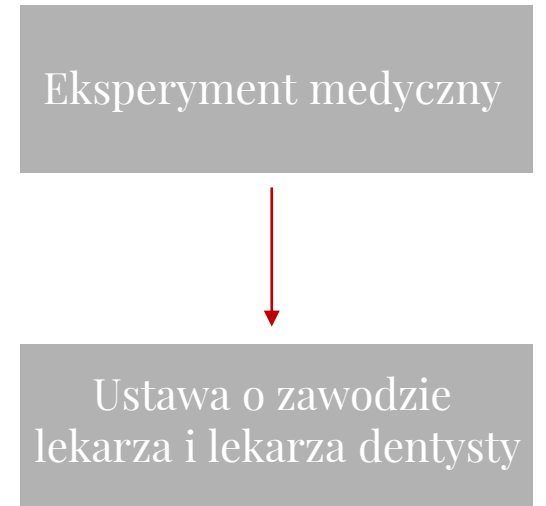 Eksperyment medyczny
Ustawa o zawodzie
lekarza i lekarza dentysty